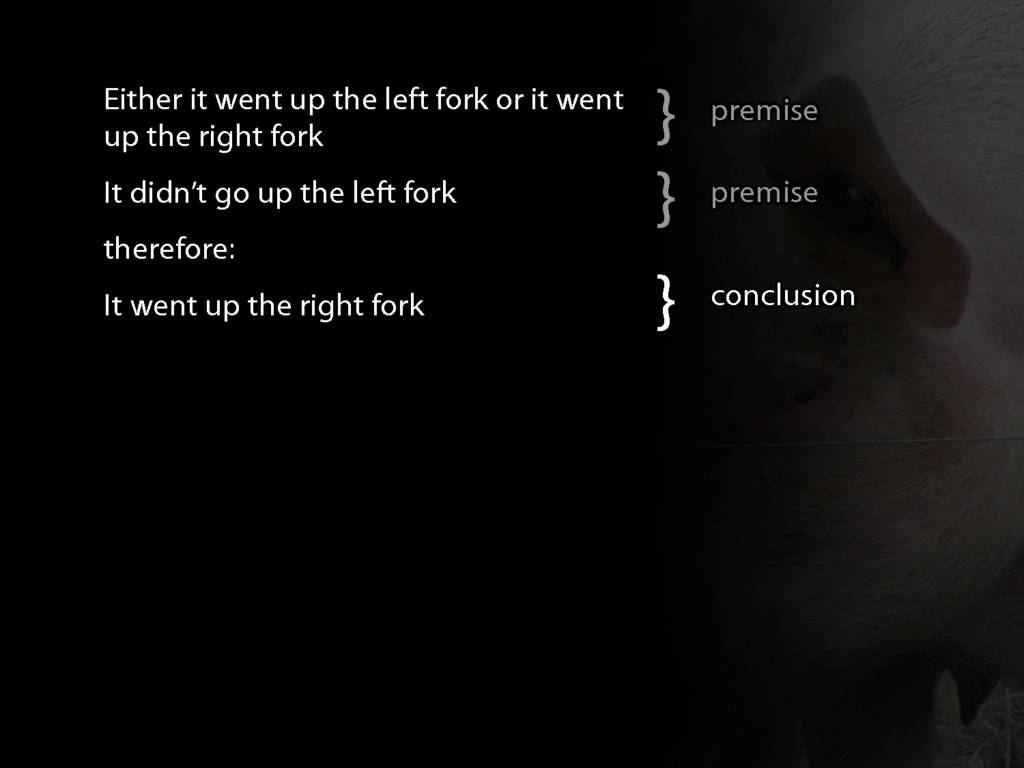 Either it went up the left fork or it went
up the right fork
} premise
It didn’t go up the left fork
} premise
therefore:
It went up the right fork
} conclusion